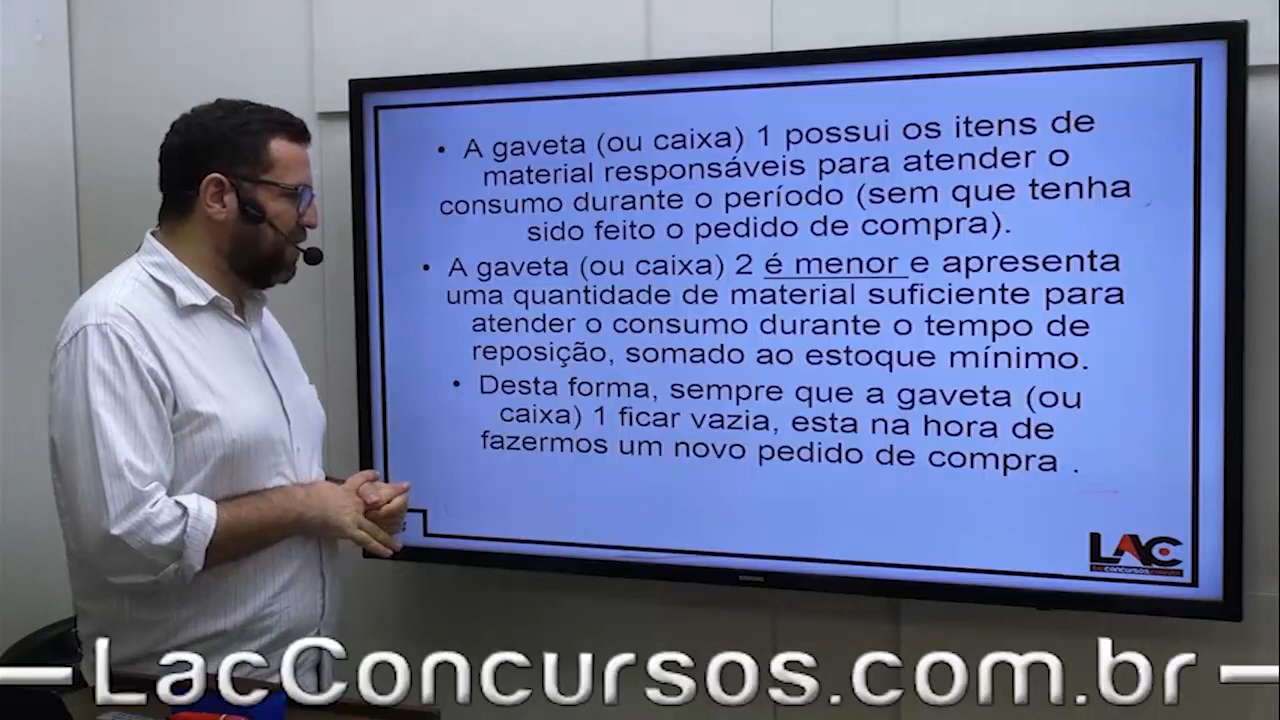 • A gaveta (ou caixa) 1 possui os itens de
material responsáveis para atender o
consumo durante o período (sem que tenha
sido feito o pedido de compra).
• A gaveta (ou caixa) 2 é menor e apresenta
uma quantidade de material suficiente para
atender o consumo durante o tempo de
reposição, somado ao estoque mínimo.
• Desta forma, sempre que a gaveta (ou
caixa) 1 ficar vazia, esta na hora de
fazermos um novo pedido de compra .
LAC
LacConcursos.com.br